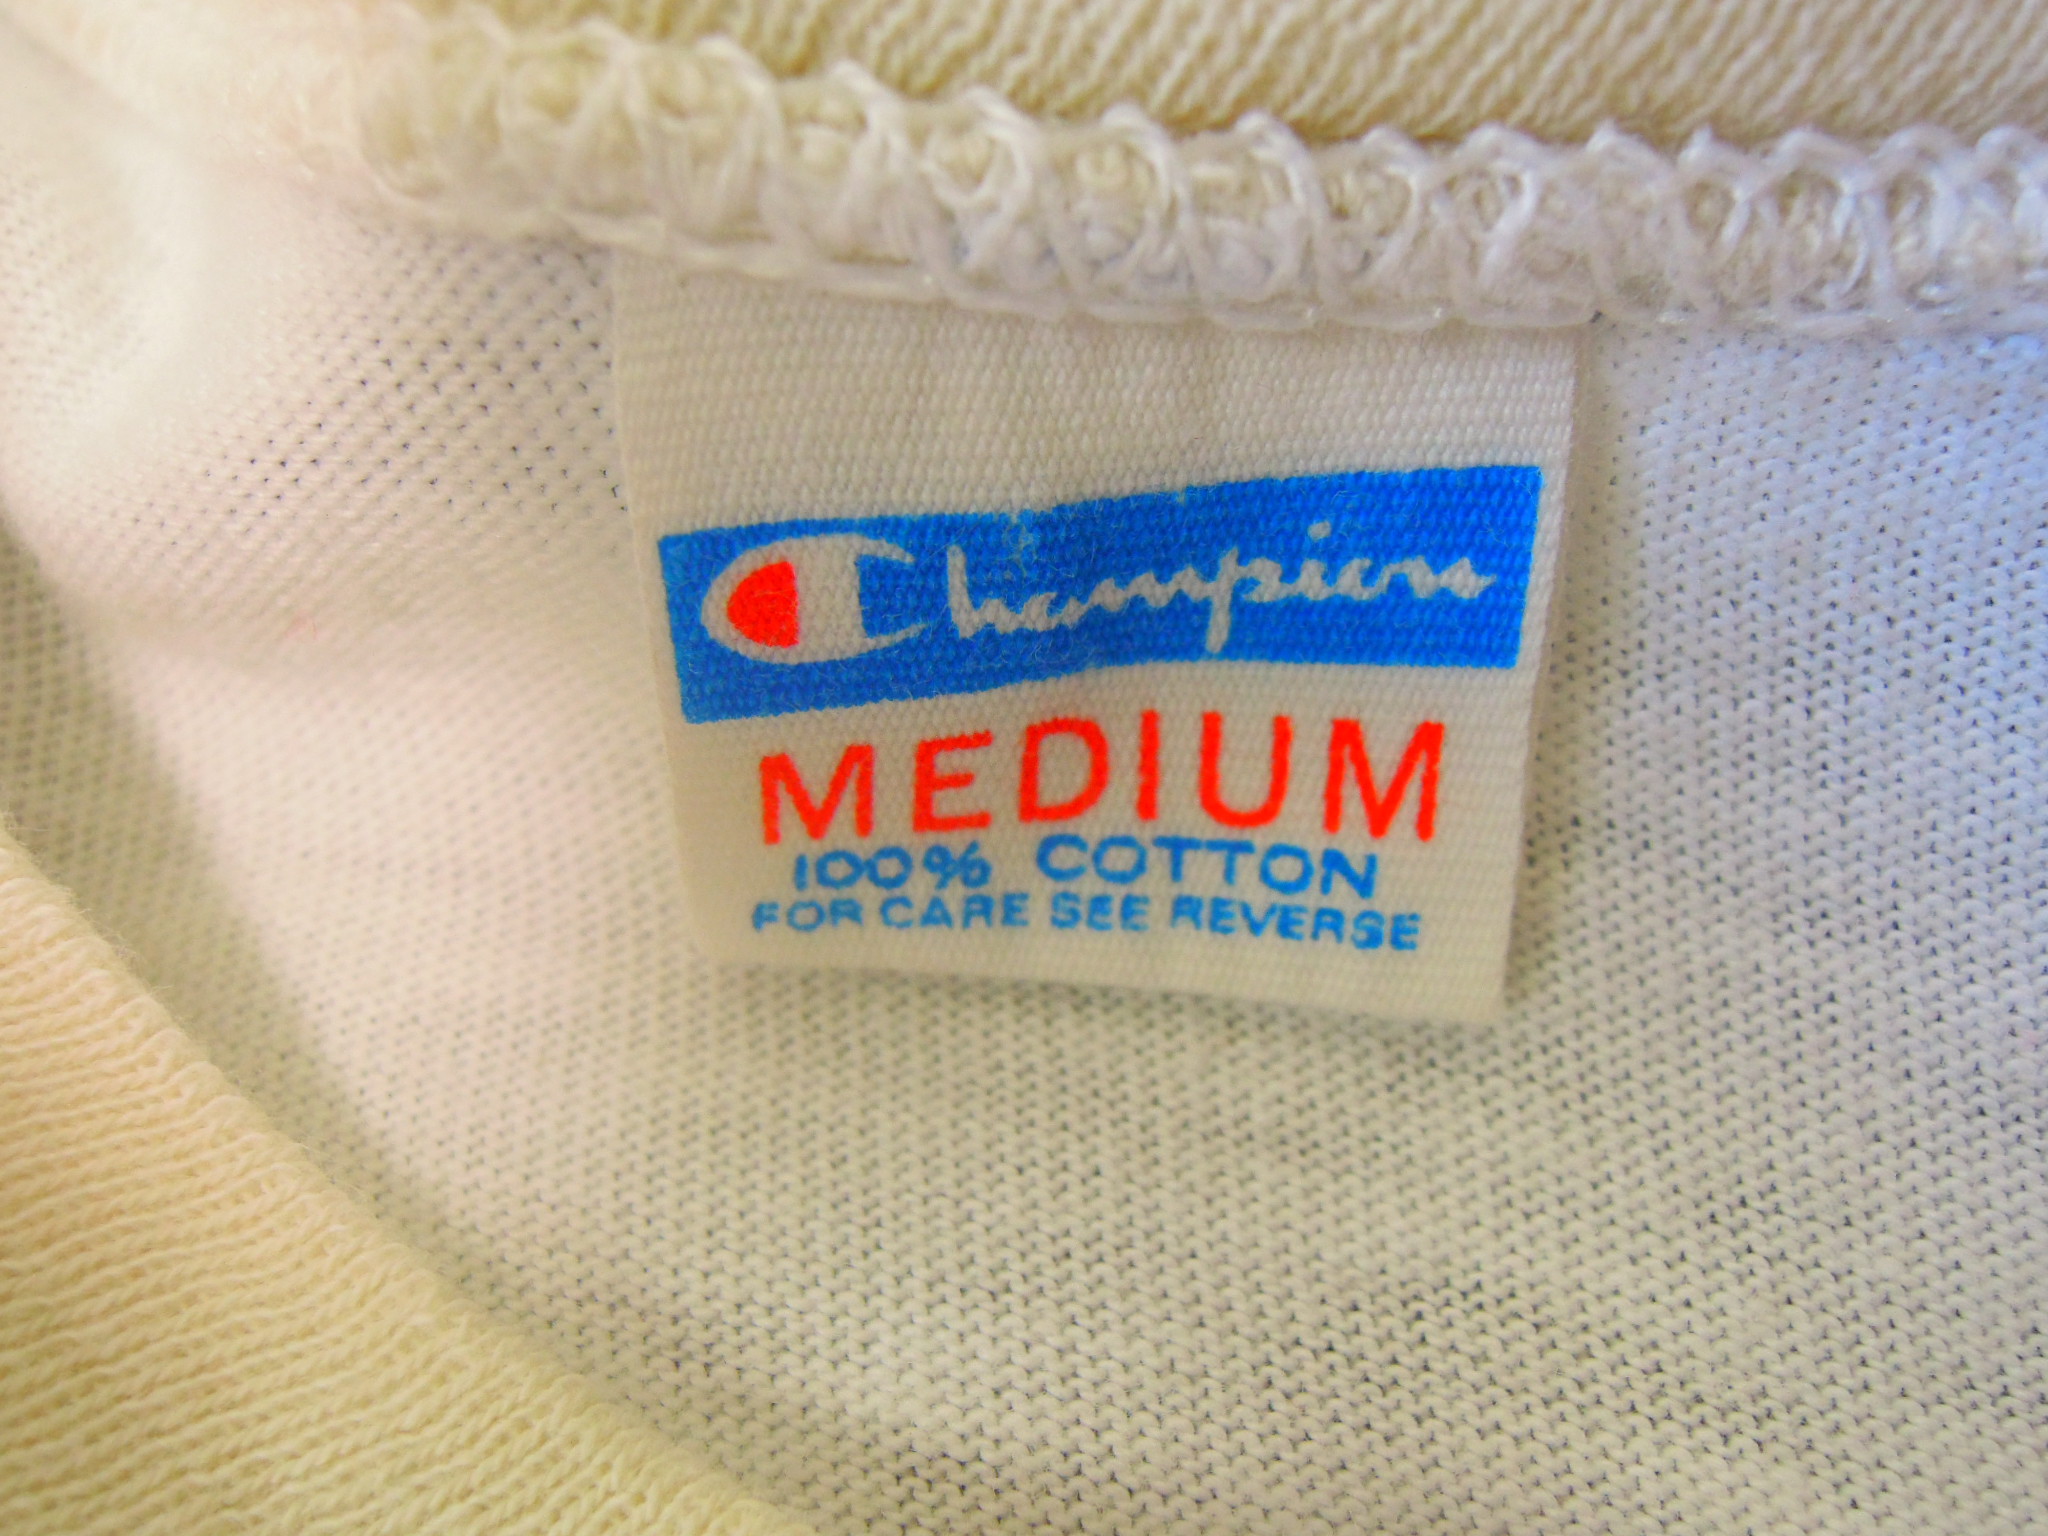 Champion
MEDIUM
100% COTTON
FOR CARE SEE REVERSE